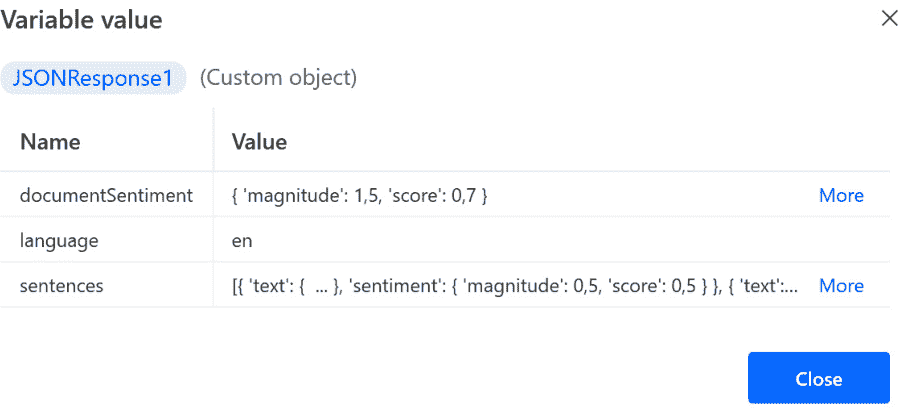 Variable value
JSONResponse1 (Custom object)
Name Value
documentSentiment { 'magnitude': 1,5, 'score': 0,7 } More
language en
sentences [{ 'text': { ... }, 'sentiment': { 'magnitude': 0,5, 'score': 0,5 } }, { 'text':... More
Close